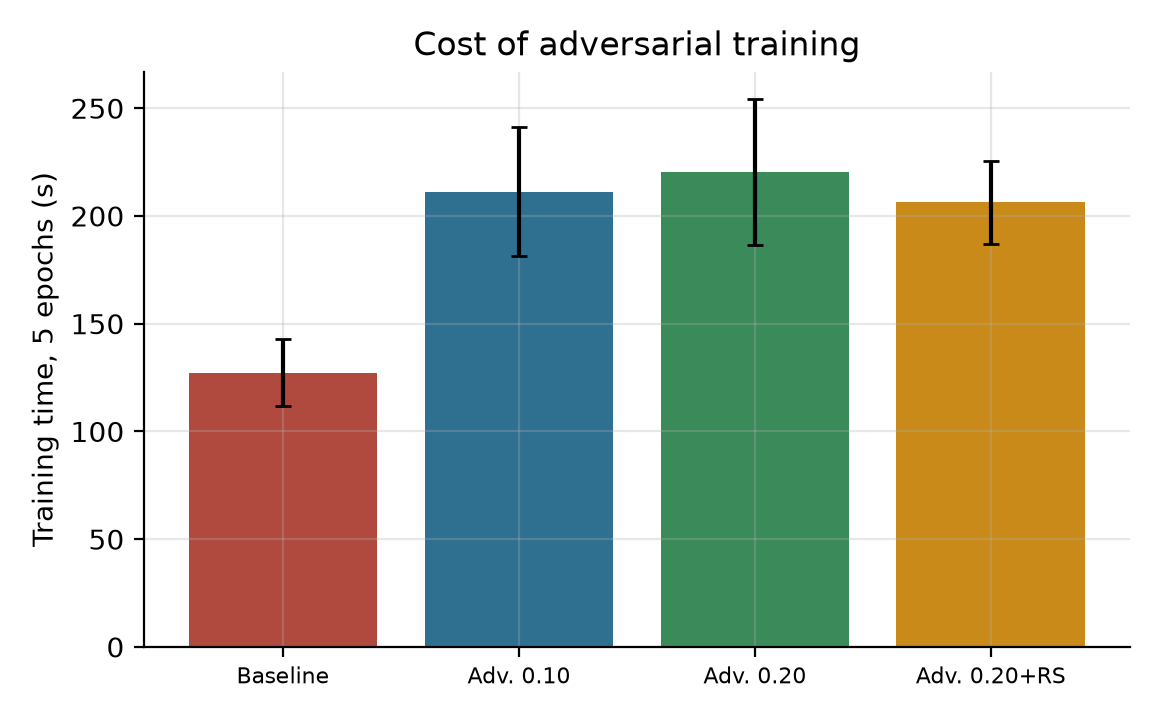 Cost of adversarial training
Training time, 5 epochs (s)
250
200
150
100
50
0
Baseline
Adv. 0.10
Adv. 0.20
Adv. 0.20+RS